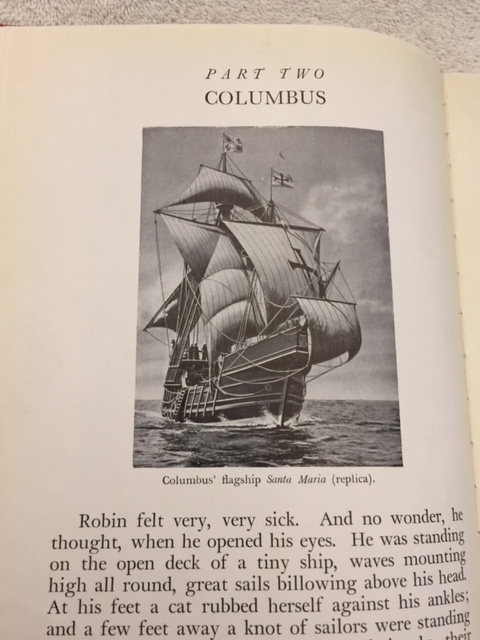 PART TWO
COLUMBUS
Columbus' flagship Santa Maria (replica).
Robin felt very, very sick. And no wonder, he
thought, when he opened his eyes. He was standing
on the open deck of a tiny ship, waves mounting
high all round, great sails billowing above his head.
At his feet a cat rubbed herself against his ankles;
and a few feet away a knot of sailors were standing
their